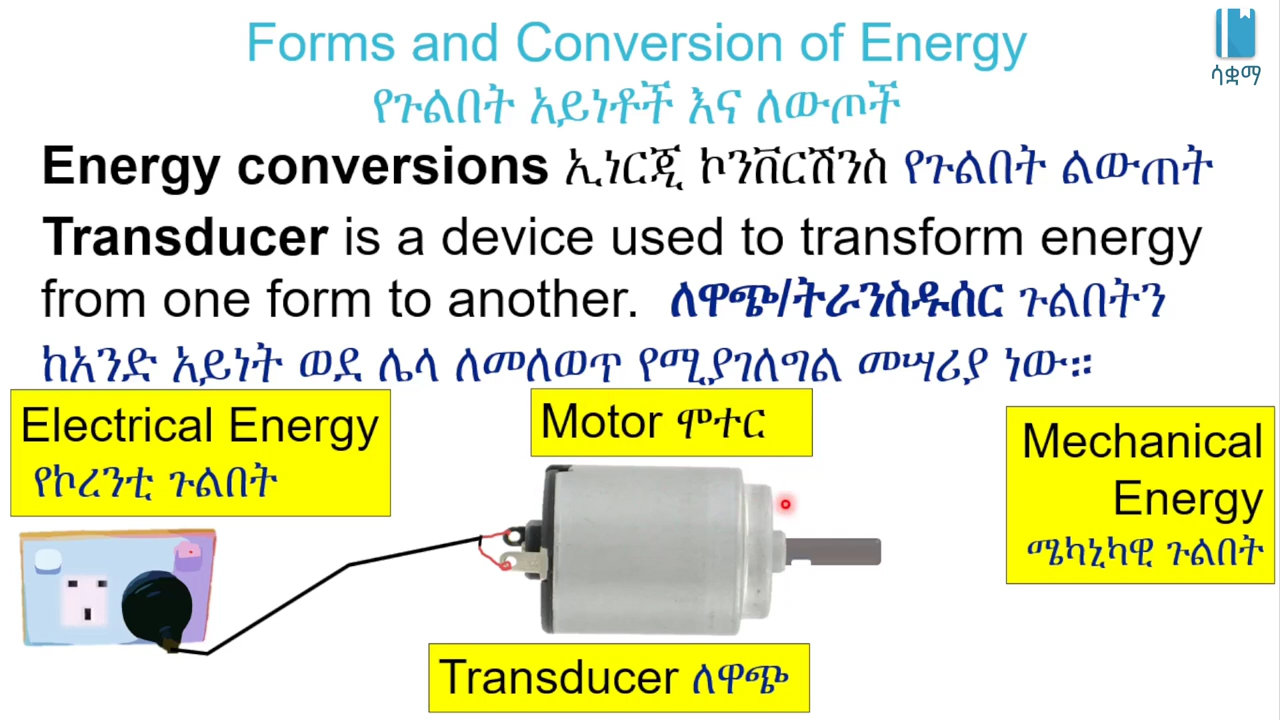 Forms and Conversion of Energy
ሳቋማ
የጉልበት አይነቶች እና ለውጦች
Energy conversions ኢነርጂ ኮንቨርሽንስ የጉልበት ልውጠት
Transducer is a device used to transform energy
from one form to another. ለዋጭ/ትራንስዱሰር ጉልበትን
ከአንድ አይነት ወደ ሌላ ለመለወጥ የሚያገለግል መሣሪያ ነው።
Electrical Energy
የኮረንቲ ጉልበት
Motor ሞተር
Mechanical
Energy
ሜካኒካዊ ጉልበት
Transducer ለዋጭ